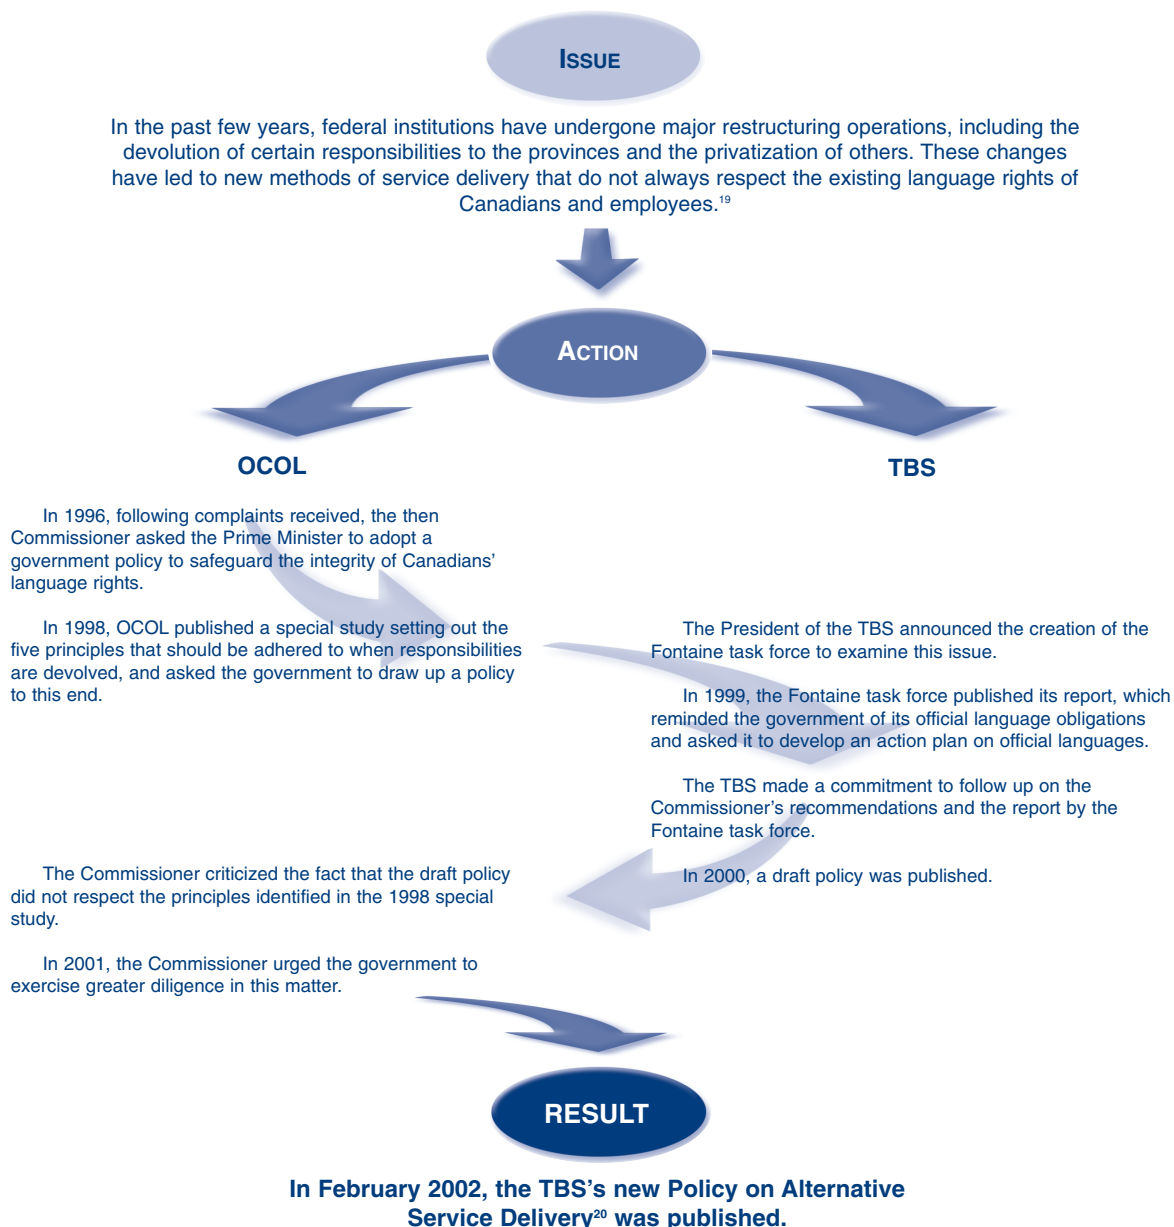 ISSUE
In the past few years, federal institutions have undergone major restructuring operations, including the
devolution of certain responsibilities to the provinces and the privatization of others. These changes
have led to new methods of service delivery that do not always respect the existing language rights of
Canadians and employees.19
ACTION
OCOL
In 1996, following complaints received, the then
Commissioner asked the Prime Minister to adopt a
government policy to safeguard the integrity of Canadians'
language rights.
In 1998, OCOL published a special study setting out the
five principles that should be adhered to when responsibilities
are devolved, and asked the government to draw up a policy
to this end.
TBS
The President of the TBS announced the creation of the
Fontaine task force to examine this issue.
In 1999, the Fontaine task force published its report, which
reminded the government of its official language obligations
and asked it to develop an action plan on official languages.
The TBS made a commitment to follow up on the
Commissioner's recommendations and the report by the
Fontaine task force.
In 2000, a draft policy was published.
The Commissioner criticized the fact that the draft policy
did not respect the principles identified in the 1998 special
study.
In 2001, the Commissioner urged the government to
exercise greater diligence in this matter.
RESULT
In February 2002, the TBS's new Policy on Alternative
Service Delivery20 was published.